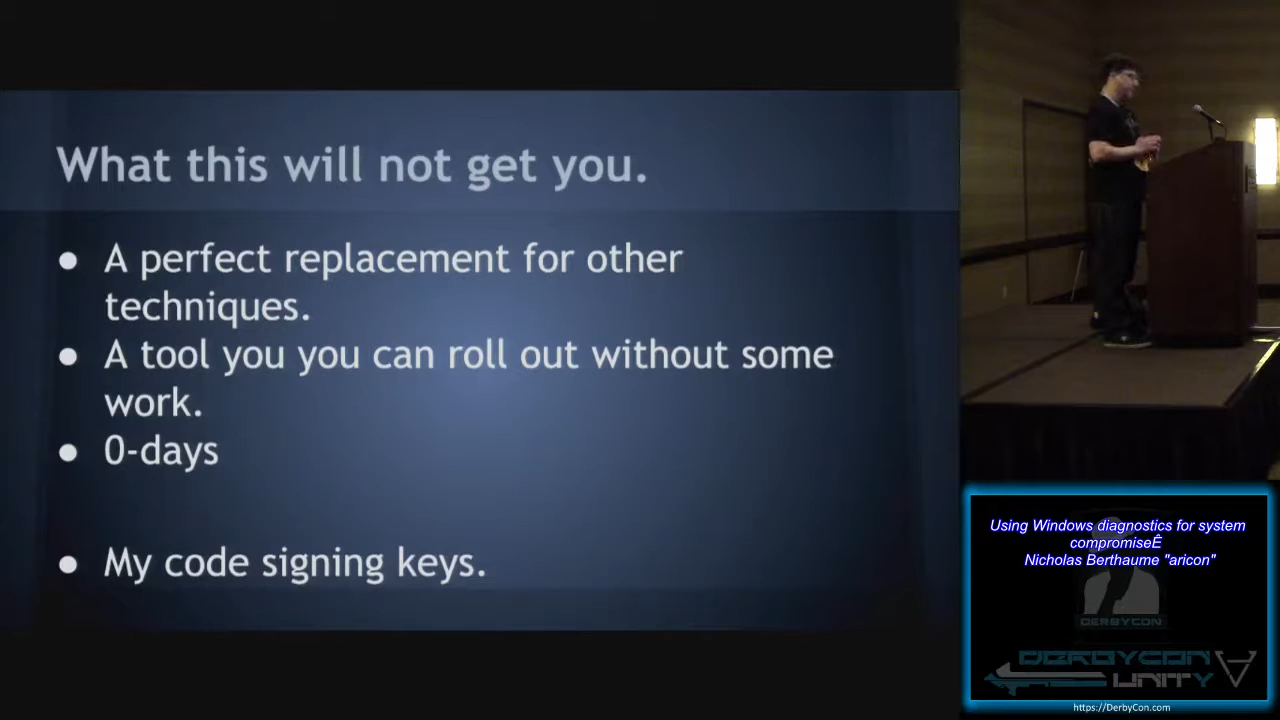 What this will not get you.
● A perfect replacement for other
techniques.
● A tool you you can roll out without some
work.
● 0-days
● My code signing keys.
Using Windows diagnostics for system
compromiseÊ
Nicholas Berthaume "aricon"
DERBYCON
DERBYCON
UNITY
https://DerbyCon.com